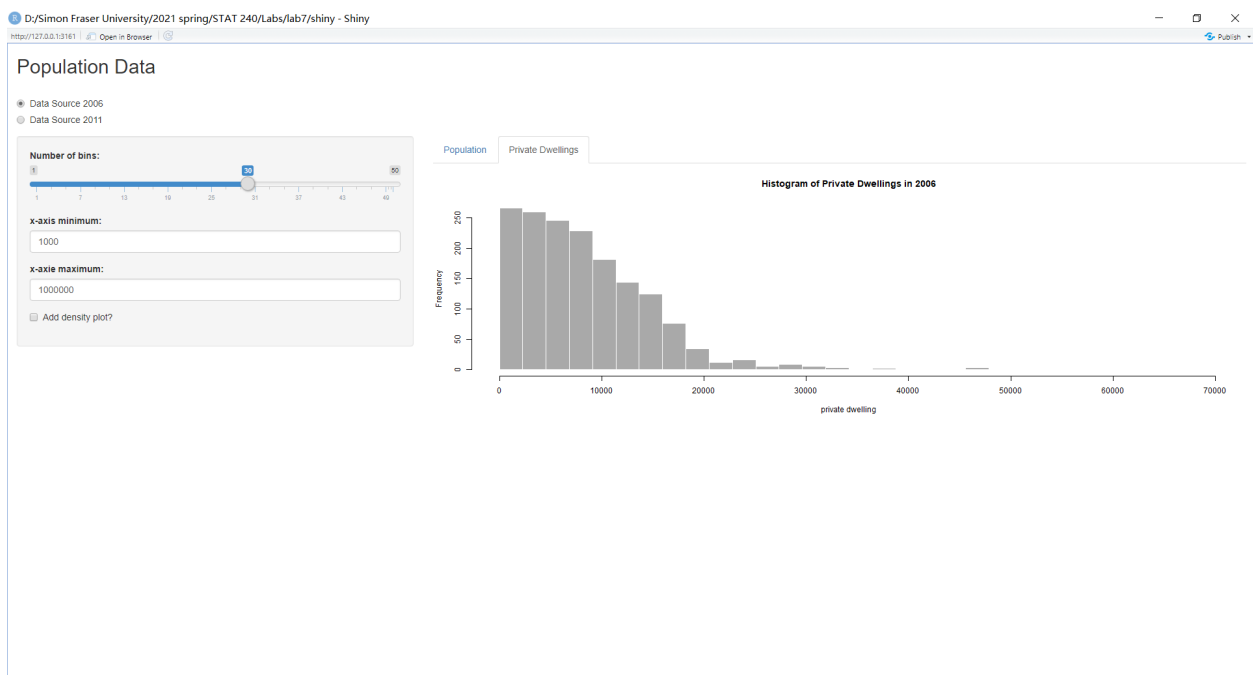 D:/Simon Fraser University/2021 spring/STAT 240/Labs/lab7/shiny - Shiny
http://127.0.0.1:3161 Open in Browser Publish
Population Data
Data Source 2006
Data Source 2011
Number of bins:
1 30 50
1 7 13 19 25 31 37 43 49
x-axis minimum:
1000
x-axie maximum:
1000000
Add density plot?
Population Private Dwellings
Histogram of Private Dwellings in 2006
Frequency
0 50 100 150 200 250
0 10000 20000 30000 40000 50000 60000 70000
private dwelling